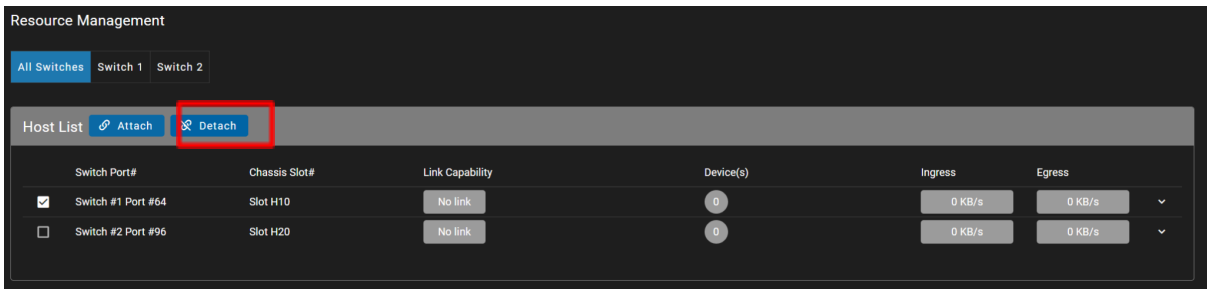 Resource Management
All Switches Switch 1 Switch 2
Host List Attach Detach
Switch Port# Chassis Slot# Link Capability Device(s) Ingress Egress
Switch #1 Port #64 Slot H10 No link 0 0 KB/s 0 KB/s
Switch #2 Port #96 Slot H20 No link 0 0 KB/s 0 KB/s